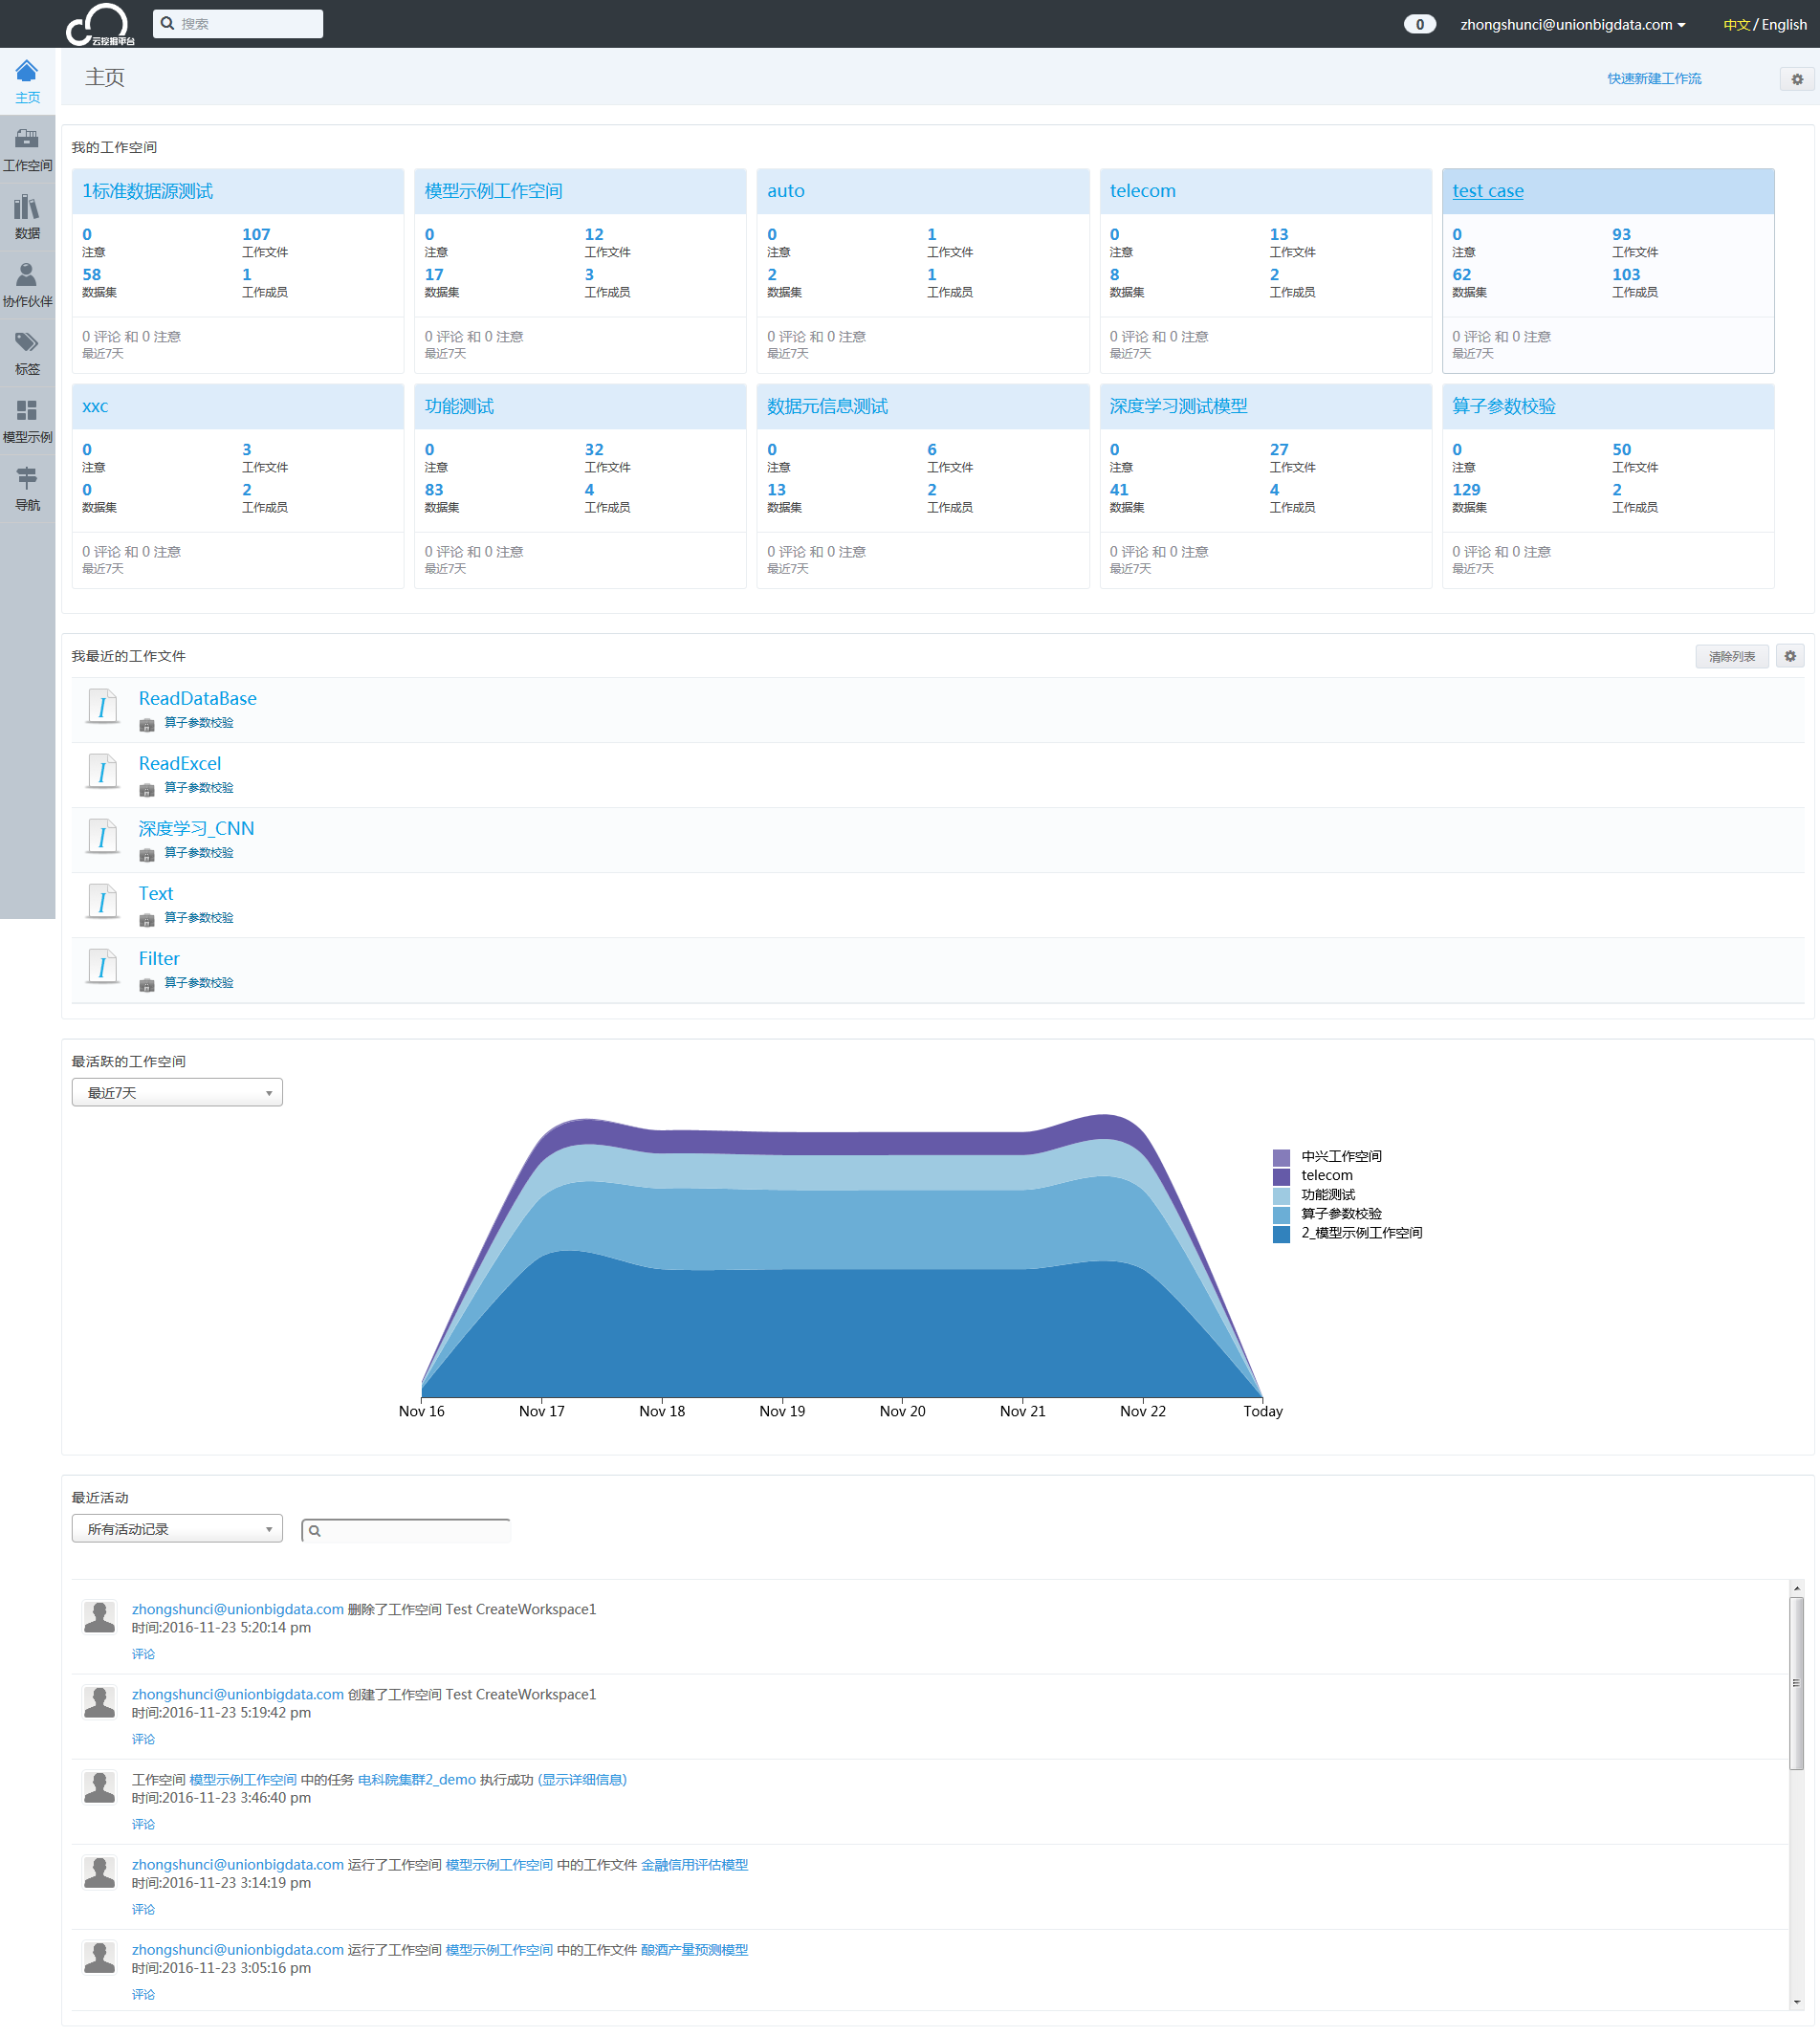 云挖掘平台
搜索
0
zhongshunci@unionbigdata.com
中文/English
主页
工作空间
数据
协作伙伴
标签
模型示例
导航
主页
快速新建工作流
我的工作空间
1标准数据源测试
0 107
注意 工作文件
58 1
数据集 工作成员
0 评论 和 0 注意
最近7天
模型示例工作空间
0 12
注意 工作文件
17 3
数据集 工作成员
0 评论 和 0 注意
最近7天
auto
0 1
注意 工作文件
2 1
数据集 工作成员
0 评论 和 0 注意
最近7天
telecom
0 13
注意 工作文件
8 2
数据集 工作成员
0 评论 和 0 注意
最近7天
test case
0 93
注意 工作文件
62 103
数据集 工作成员
0 评论 和 0 注意
最近7天
xxc
0 3
注意 工作文件
0 2
数据集 工作成员
0 评论 和 0 注意
最近7天
功能测试
0 32
注意 工作文件
83 4
数据集 工作成员
0 评论 和 0 注意
最近7天
数据元信息测试
0 6
注意 工作文件
13 2
数据集 工作成员
0 评论 和 0 注意
最近7天
深度学习测试模型
0 27
注意 工作文件
41 4
数据集 工作成员
0 评论 和 0 注意
最近7天
算子参数校验
0 50
注意 工作文件
129 2
数据集 工作成员
0 评论 和 0 注意
最近7天
我最近的工作文件
清除列表
I
ReadDataBase
算子参数校验
I
ReadExcel
算子参数校验
I
深度学习_CNN
算子参数校验
I
Text
算子参数校验
I
Filter
算子参数校验
最活跃的工作空间
最近7天
中兴工作空间
telecom
功能测试
算子参数校验
2_模型示例工作空间
Nov 16 Nov 17 Nov 18 Nov 19 Nov 20 Nov 21 Nov 22 Today
最近活动
所有活动记录
zhongshunci@unionbigdata.com 删除了工作空间 Test CreateWorkspace1
时间:2016-11-23 5:20:14 pm
评论
zhongshunci@unionbigdata.com 创建了工作空间 Test CreateWorkspace1
时间:2016-11-23 5:19:42 pm
评论
工作空间 模型示例工作空间 中的任务 电科院集群2_demo 执行成功 (显示详细信息)
时间:2016-11-23 3:46:40 pm
评论
zhongshunci@unionbigdata.com 运行了工作空间 模型示例工作空间 中的工作文件 金融信用评估模型
时间:2016-11-23 3:14:19 pm
评论
zhongshunci@unionbigdata.com 运行了工作空间 模型示例工作空间 中的工作文件 酿酒产量预测模型
时间:2016-11-23 3:05:16 pm
评论